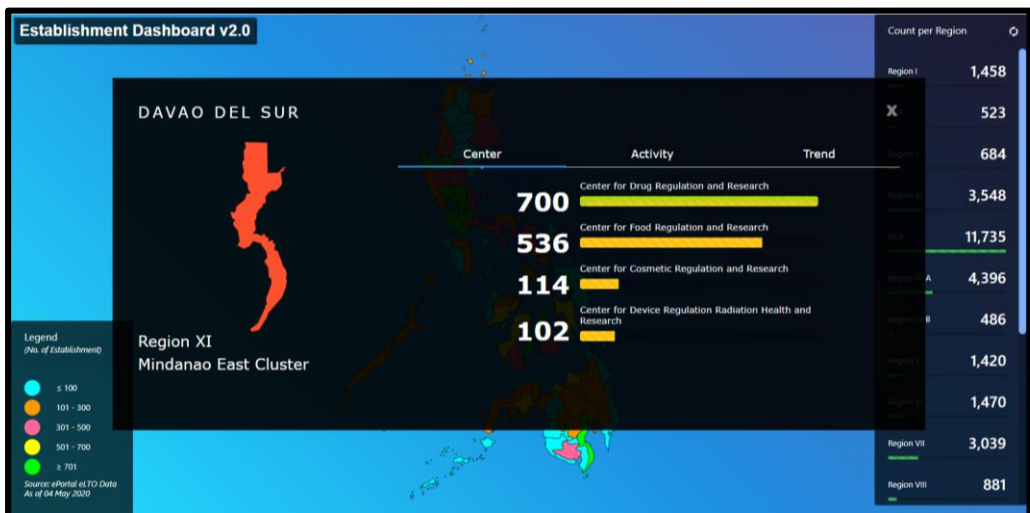 Establishment Dashboard v2.0
DAVAO DEL SUR
Region XI
Mindanao East Cluster
X
Center
Activity
Trend
700
Center for Drug Regulation and Research
536
Center for Food Regulation and Research
114
Center for Cosmetic Regulation and Research
102
Center for Device Regulation Radiation Health and
Research
Legend
(No. of Establishment)
≤ 100
101 - 300
301 - 500
501 - 700
≥ 701
Source: ePortal eLTO Data
As of 04 May 2020
Count per Region
Region I
1,458
523
684
3,548
11,735
A
4,396
B
486
1,420
1,470
Region VII
3,039
Region VIII
881